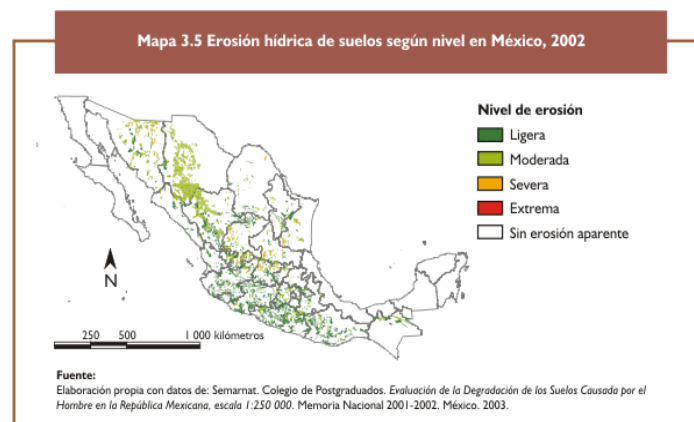 Mapa 3.5 Erosión hídrica de suelos según nivel en México, 2002
Nivel de erosión
Ligera
Moderada
Severa
Extrema
Sin erosión aparente
N
250 500 1 000 kilómetros
Fuente:
Elaboración propia con datos de: Semarnat. Colegio de Postgraduados. Evaluación de la Degradación de los Suelos Causada por el
Hombre en la República Mexicana, escala 1:250 000. Memoria Nacional 2001-2002. México. 2003.